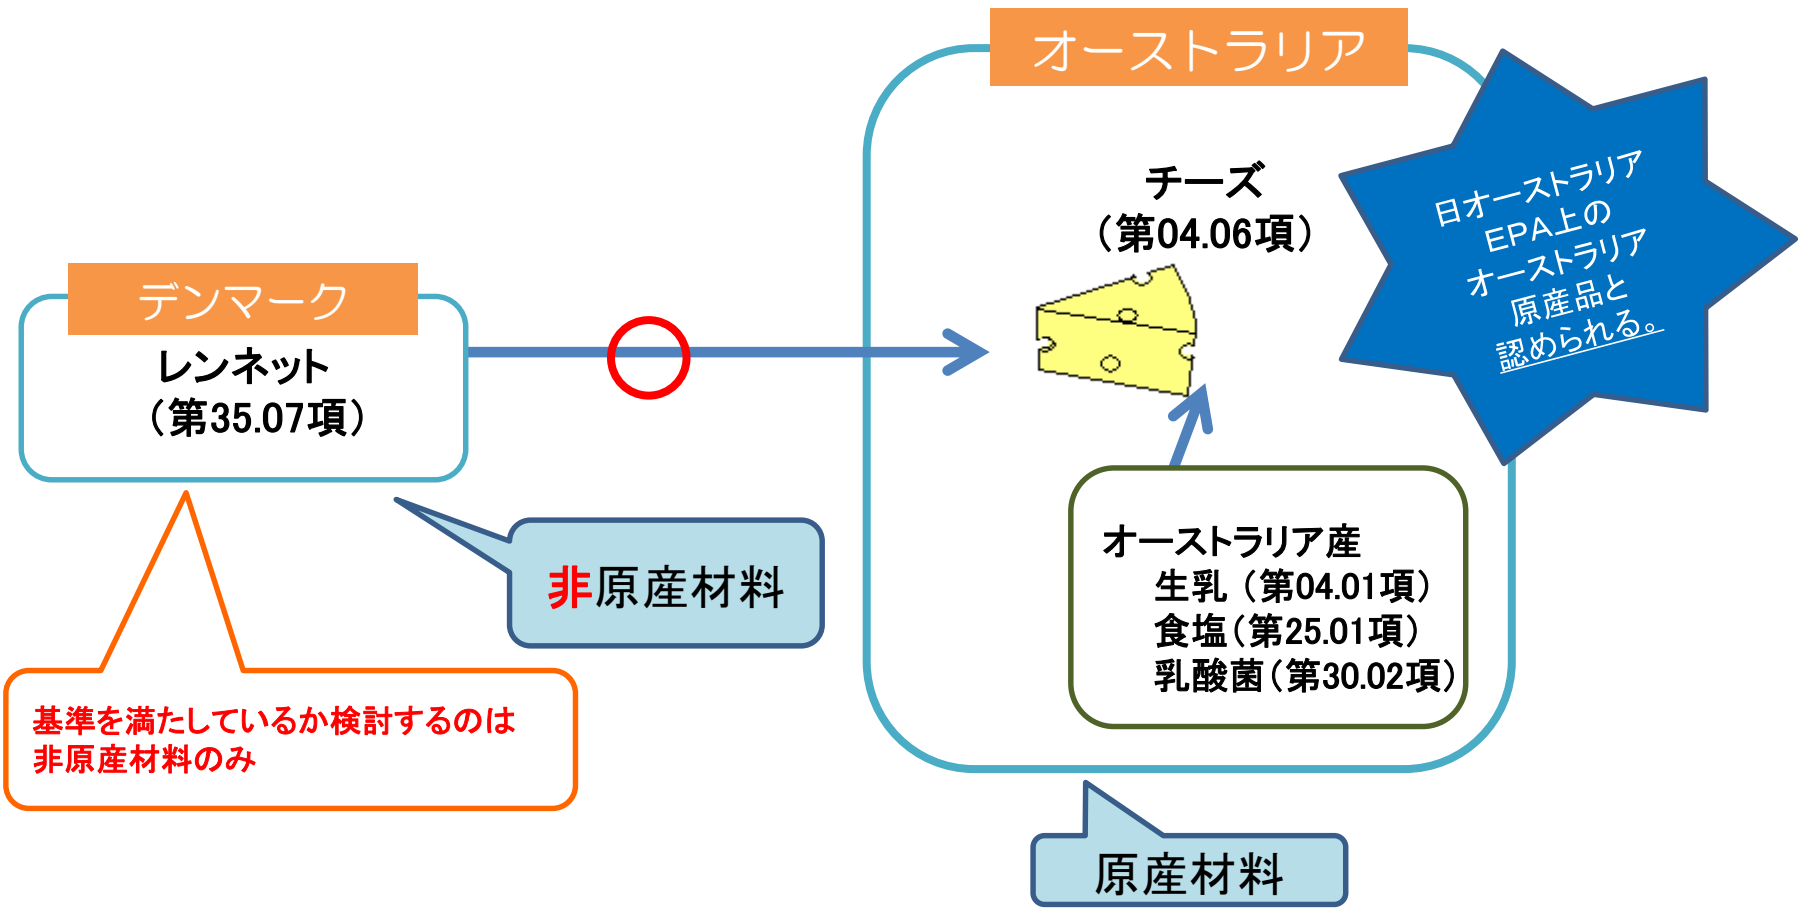 オーストラリア
チーズ
（第04.06項）
日オーストラリア
ＥＰＡ上の
オーストラリア
原産品と
認められる。
デンマーク
レンネット
（第35.07項）
非原産材料
オーストラリア産
生乳（第04.01項）
食塩（第25.01項）
乳酸菌（第30.02項）
基準を満たしているか検討するのは
非原産材料のみ
原産材料